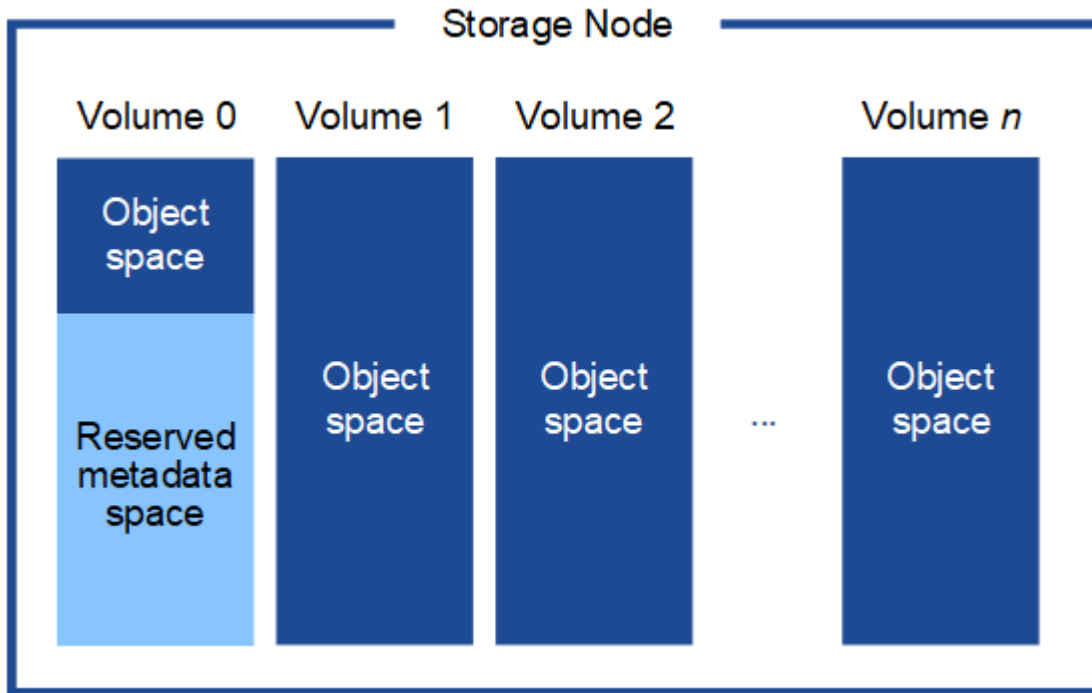 Storage Node
Volume 0
Volume 1
Volume 2
Volume n
Object
space
Reserved
metadata
space
Object
space
Object
space
...
Object
space